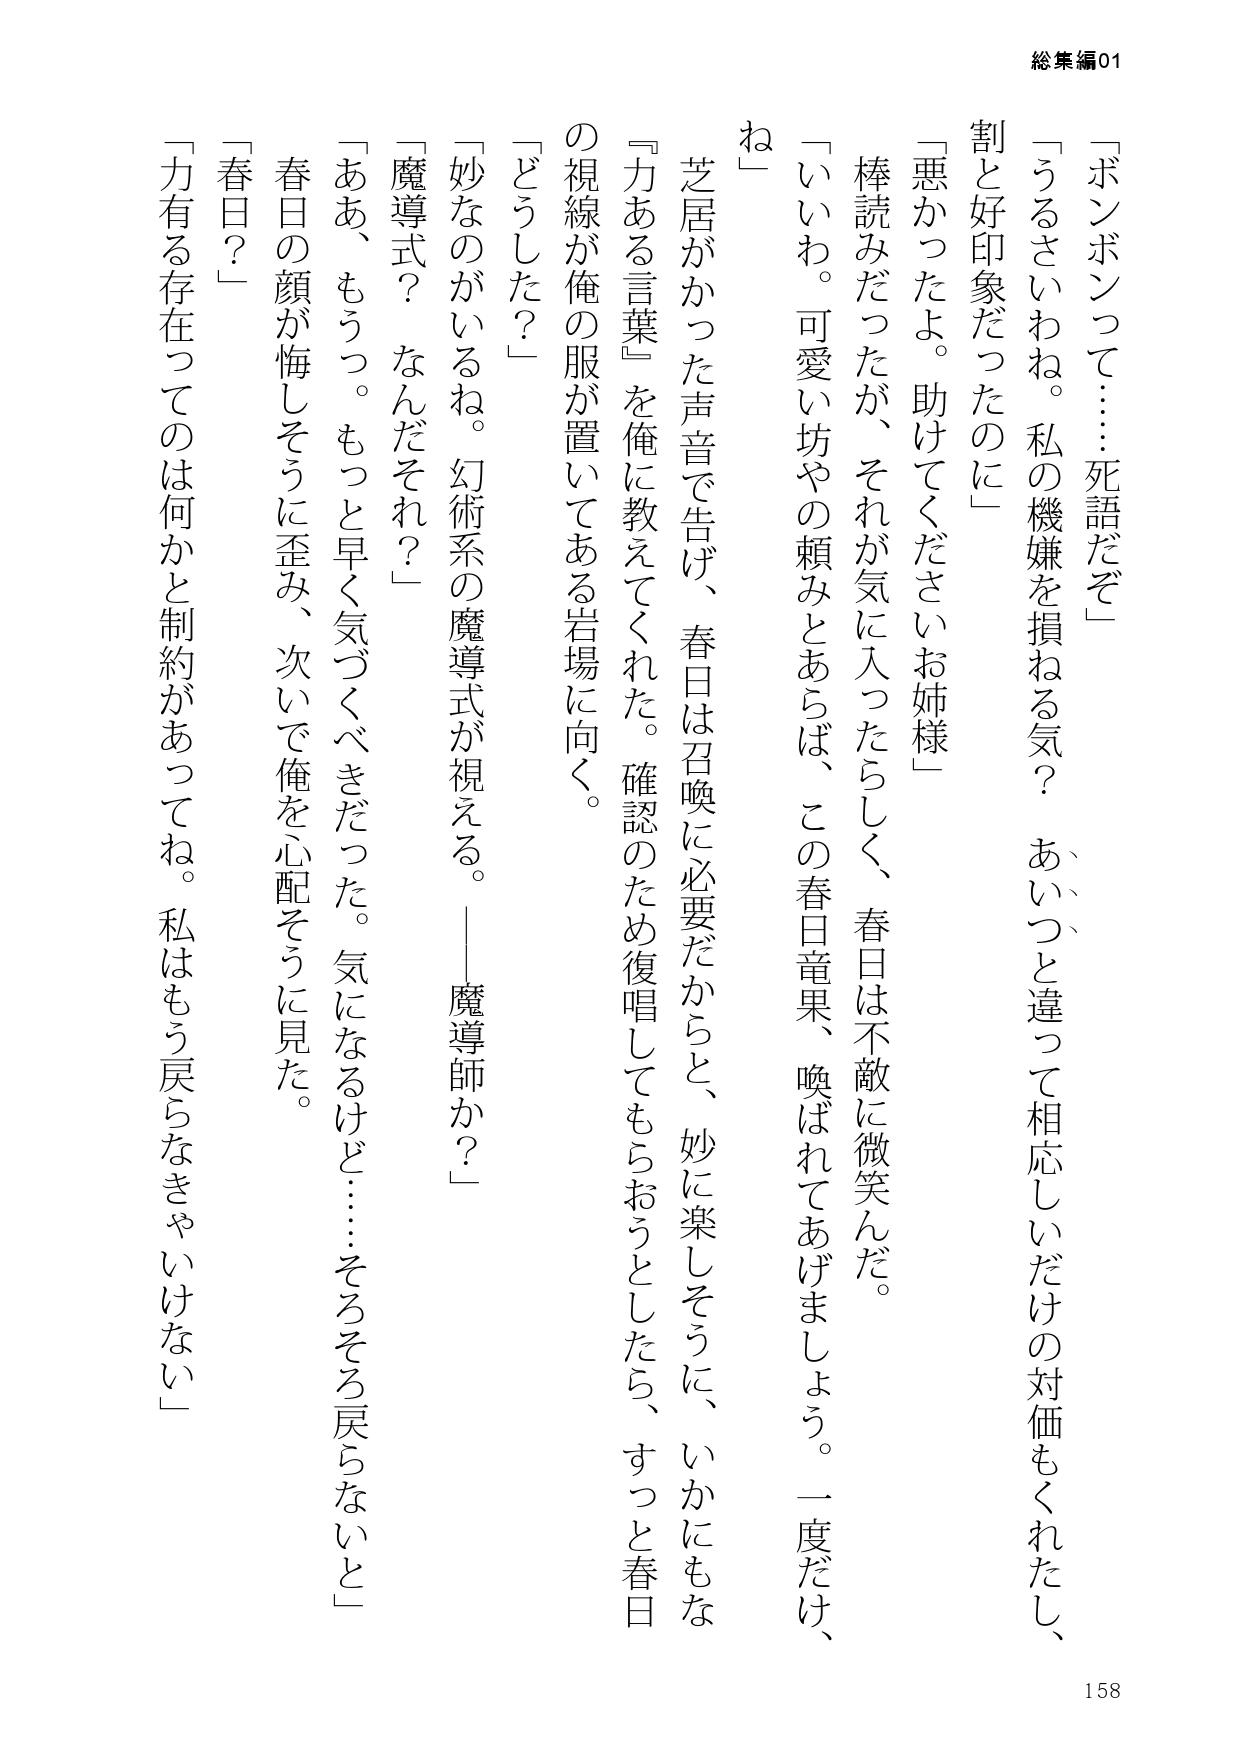 総集編01
「ボンボンって……死語だぞ」
「うるさいわね。私の機嫌を損ねる気？　あいつと違って相応しいだけの対価もくれたし、
割と好印象だったのに」
「悪かったよ。助けてくださいお姉様」
　棒読みだったが、それが気に入ったらしく、春日は不敵に微笑んだ。
「いいわ。可愛い坊やの頼みとあらば、この春日竜果、喚ばれてあげましょう。一度だけ、
ね」
　芝居がかった声音で告げ、春日は召喚に必要だからと、妙に楽しそうに、いかにもな
『力ある言葉』を俺に教えてくれた。確認のため復唱してもらおうとしたら、すっと春日
の視線が俺の服が置いてある岩場に向く。
「どうした？」
「妙なのがいるね。幻術系の魔導式が視える。――魔導師か？」
「魔導式？　なんだそれ？」
「ああ、もうっ。もっと早く気づくべきだった。気になるけど……そろそろ戻らないと」
　春日の顔が悔しそうに歪み、次いで俺を心配そうに見た。
「春日？」
「力有る存在ってのは何かと制約があってね。私はもう戻らなきゃいけない」
158